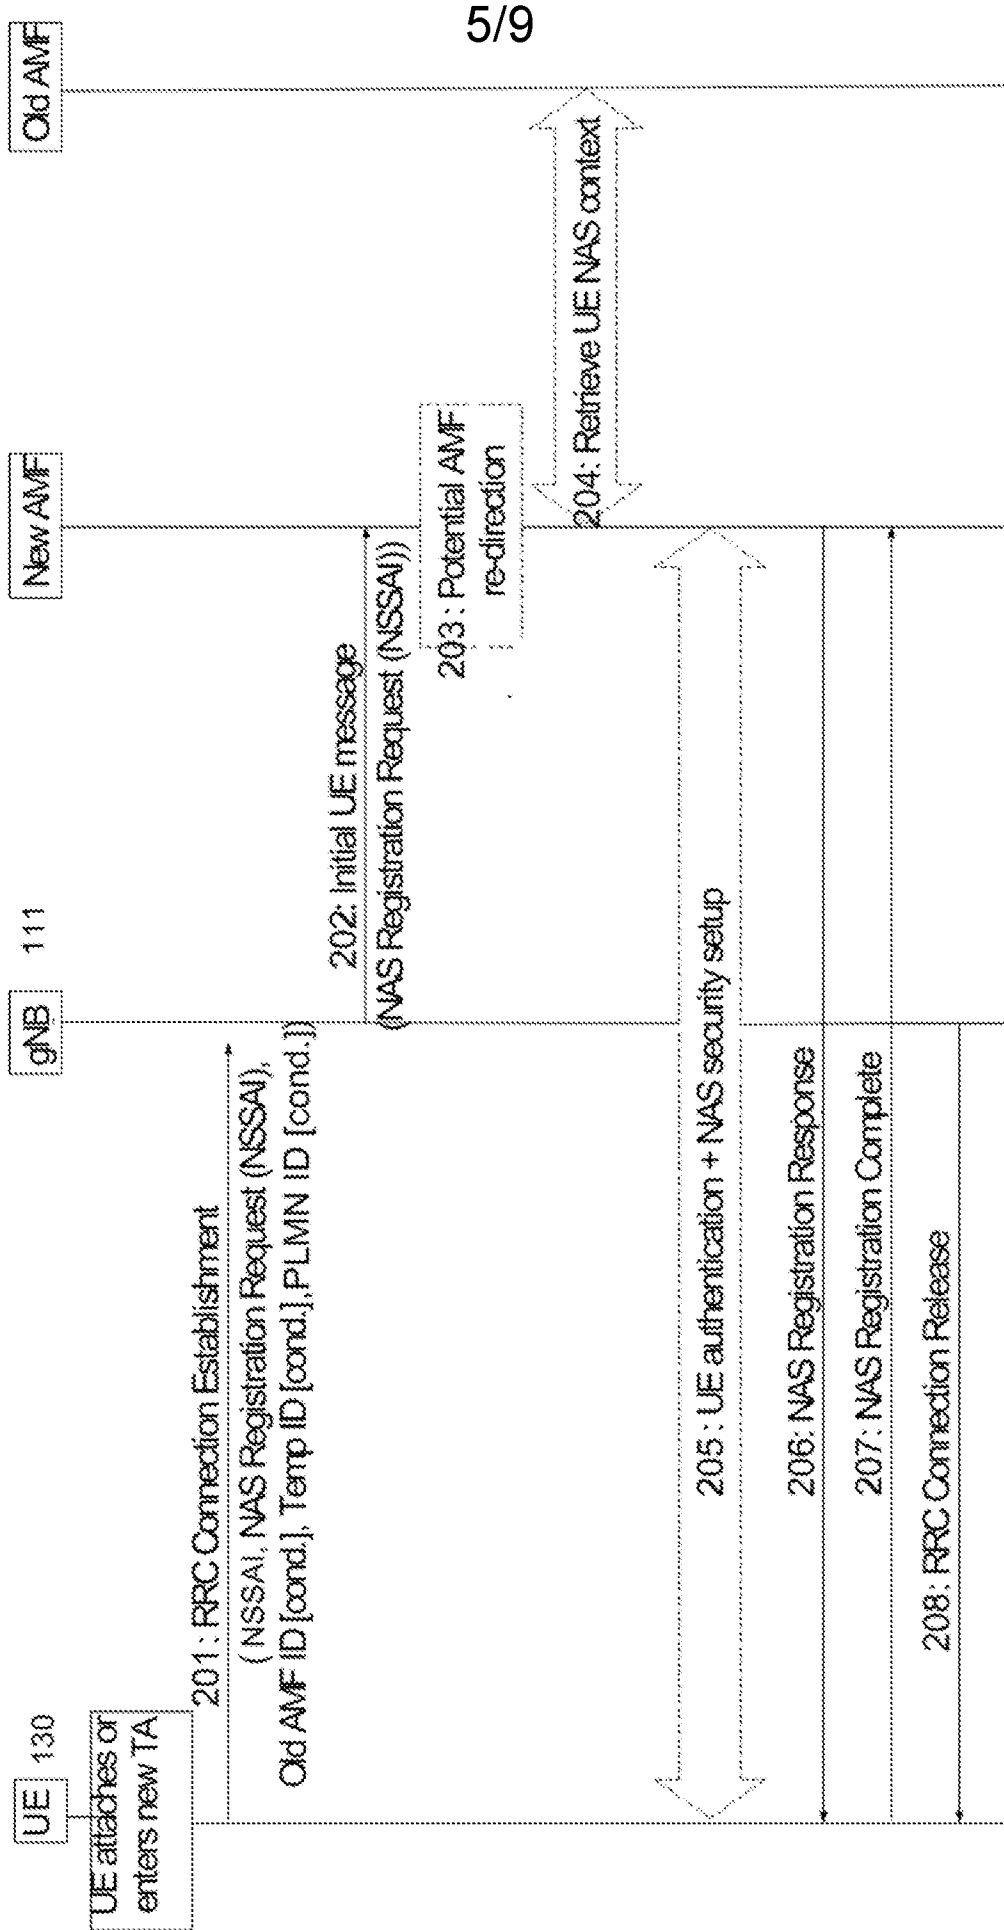 5/9
UE
130
gNB
111
New AMF
Old AMF
UE attaches or
enters new TA
201 : RRC Connection Establishment
( NSSAI, NAS Registration Request (NSSAI),
Old AMF ID [cond.], Temp ID [cond.],PLMN ID [cond.])
202: Initial UE message
(NAS Registration Request (NSSAI))
203 : Potential AMF
re-direction
204: Retrieve UE NAS context
205 : UE authentication + NAS security setup
206: NAS Registration Response
207: NAS Registration Complete
208 : RRC Connection Release